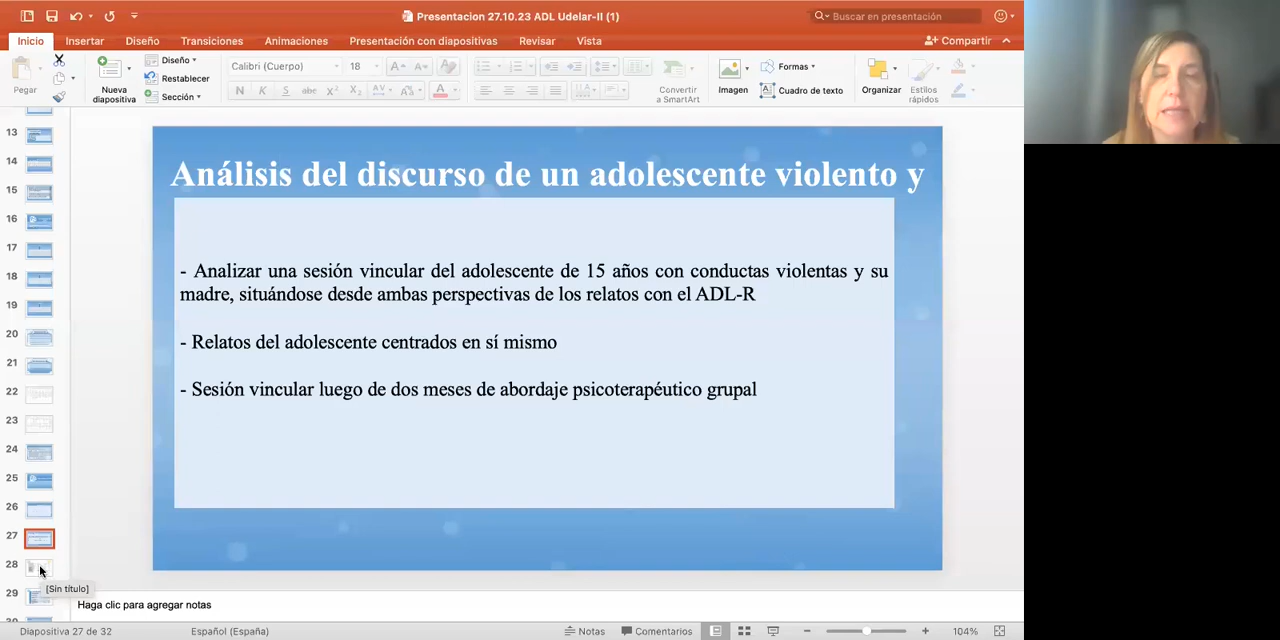 Presentacion 27.10.23 ADL Udelar-II (1)
Buscar en presentación
Inicio Insertar Diseño Transiciones Animaciones Presentación con diapositivas Revisar Vista Compartir
Pegar
Nueva diapositiva
Diseño
Restablecer
Sección
Calibri (Cuerpo) 18
N K S abc X² X₂ AV Aa A
Convertir a SmartArt
Imagen
Formas
Cuadro de texto
Organizar
Estilos rápidos
13
14
15
16
17
18
19
20
21
22
23
24
25
26
27
28
29
[Sin título]
Análisis del discurso de un adolescente violento y
- Analizar una sesión vincular del adolescente de 15 años con conductas violentas y su
madre, situándose desde ambas perspectivas de los relatos con el ADL-R
- Relatos del adolescente centrados en sí mismo
- Sesión vincular luego de dos meses de abordaje psicoterapéutico grupal
Haga clic para agregar notas
Diapositiva 27 de 32 Español (España) Notas Comentarios 104%